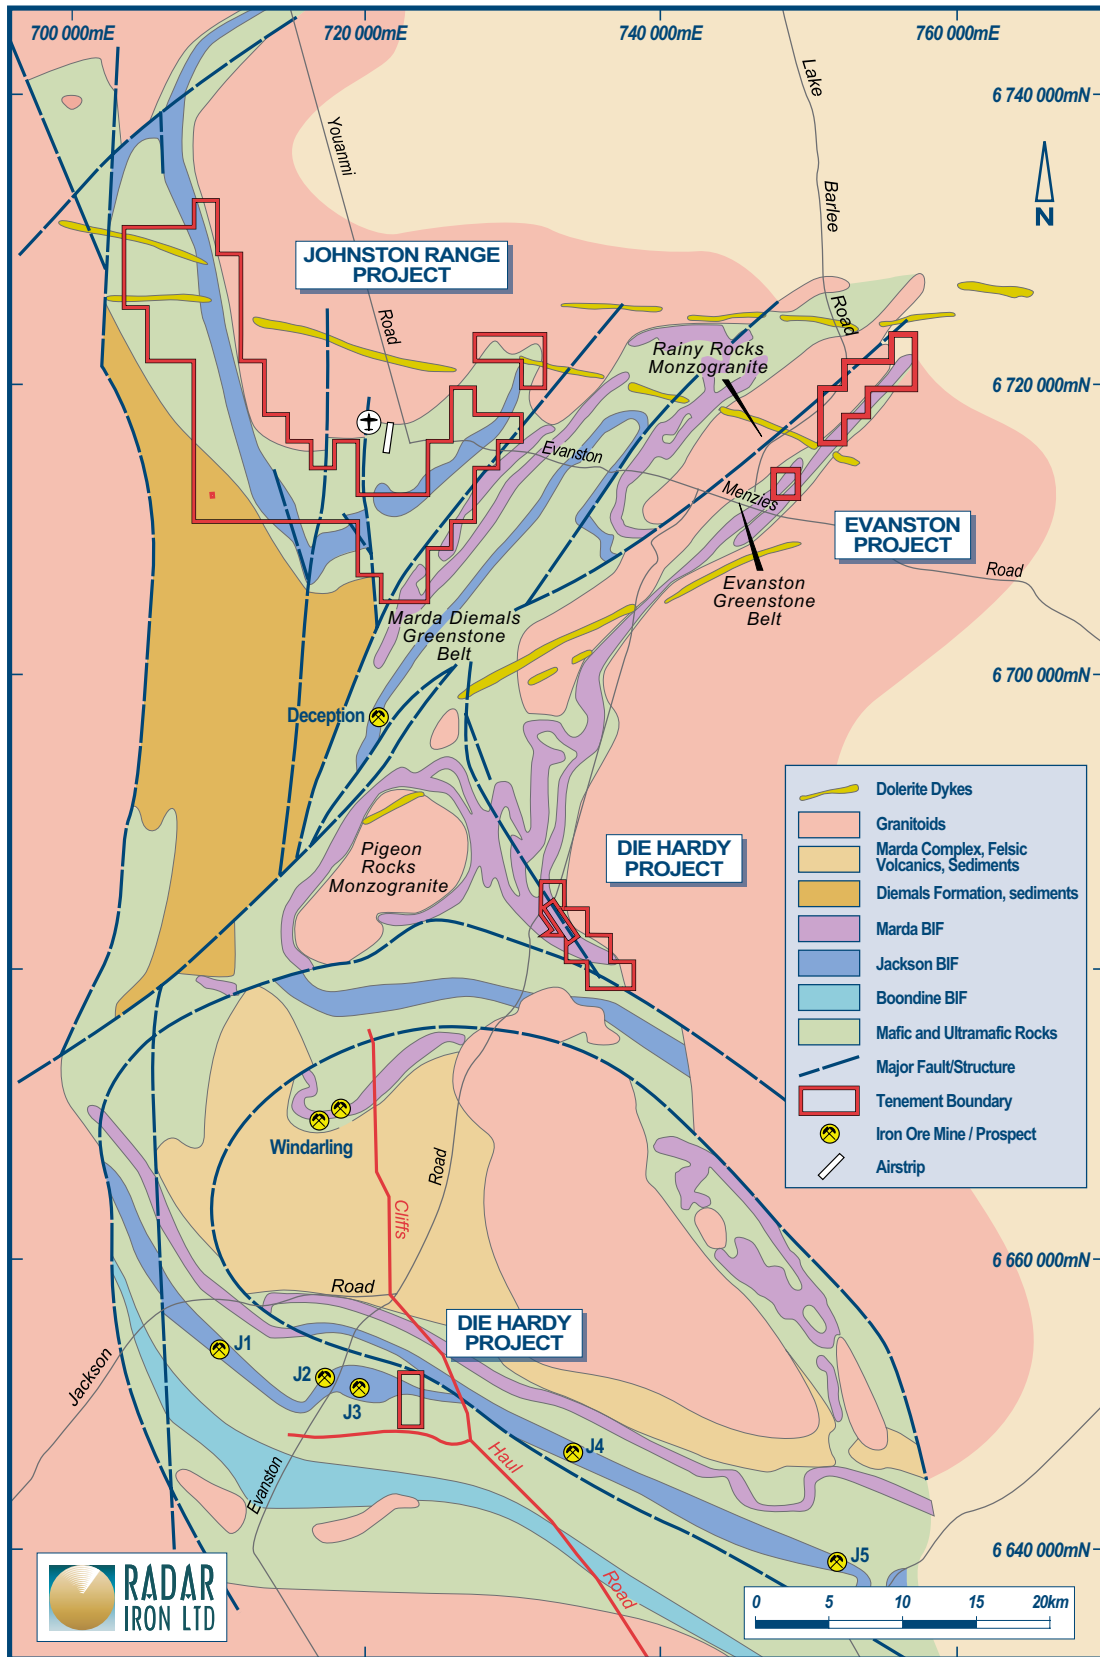 700 000mE
720 000mE
740 000mE
760 000mE
Lake
6 740 000mN
Youanmi
Barlee
N
JOHNSTON RANGE
PROJECT
Road
Road
Rainy Rocks
Monzogranite
6 720 000mN
Evanston
Menzies
EVANSTON
PROJECT
Road
Evanston
Greenstone
Belt
Marda Diemals
Greenstone
Belt
6 700 000mN
Deception
Dolerite Dykes
Granitoids
Marda Complex, Felsic
Volcanics, Sediments
Diemals Formation, sediments
Marda BIF
Jackson BIF
Boondine BIF
Mafic and Ultramafic Rocks
Major Fault/Structure
Tenement Boundary
Iron Ore Mine / Prospect
Airstrip
DIE HARDY
PROJECT
Pigeon
Rocks
Monzogranite
Windarling
Road
Cliffs
6 660 000mN
Road
DIE HARDY
PROJECT
J1
Jackson
J2
J3
J4
Haul
Evanston
J5
6 640 000mN
Road
RADAR
IRON LTD
0 5 10 15 20km